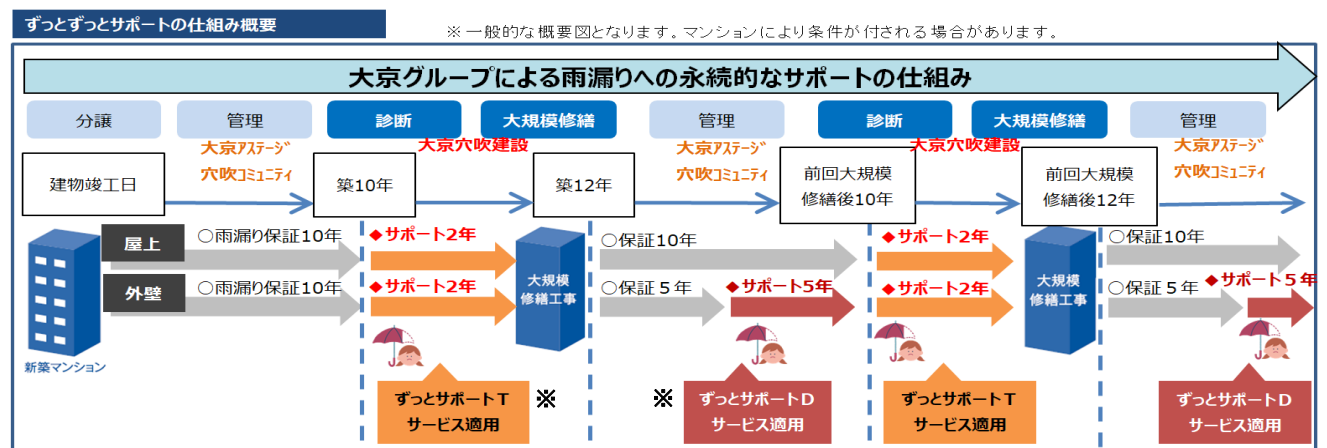 ずっとずっとサポートの仕組み概要
※一般的な概要図となります。マンションにより条件が付される場合があります。
大京グループによる雨漏りへの永続的なサポートの仕組み
分譲
管理
診断
大規模修繕
管理
診断
大規模修繕
管理
大京アステージ
穴吹コミュニティ
大京穴吹建設
大京アステージ
穴吹コミュニティ
大京穴吹建設
大京アステージ
穴吹コミュニティ
建物竣工日
築10年
築12年
前回大規模
修繕後10年
前回大規模
修繕後12年
屋上
○雨漏り保証10年
◆サポート2年
○保証10年
◆サポート2年
○保証10年
外壁
○雨漏り保証10年
◆サポート2年
○保証5年
◆サポート5年
◆サポート2年
○保証5年
◆サポート5年
大規模
修繕工事
大規模
修繕工事
新築マンション
ずっとサポートT
サービス適用
※
※
ずっとサポートD
サービス適用
ずっとサポートT
サービス適用
ずっとサポートD
サービス適用